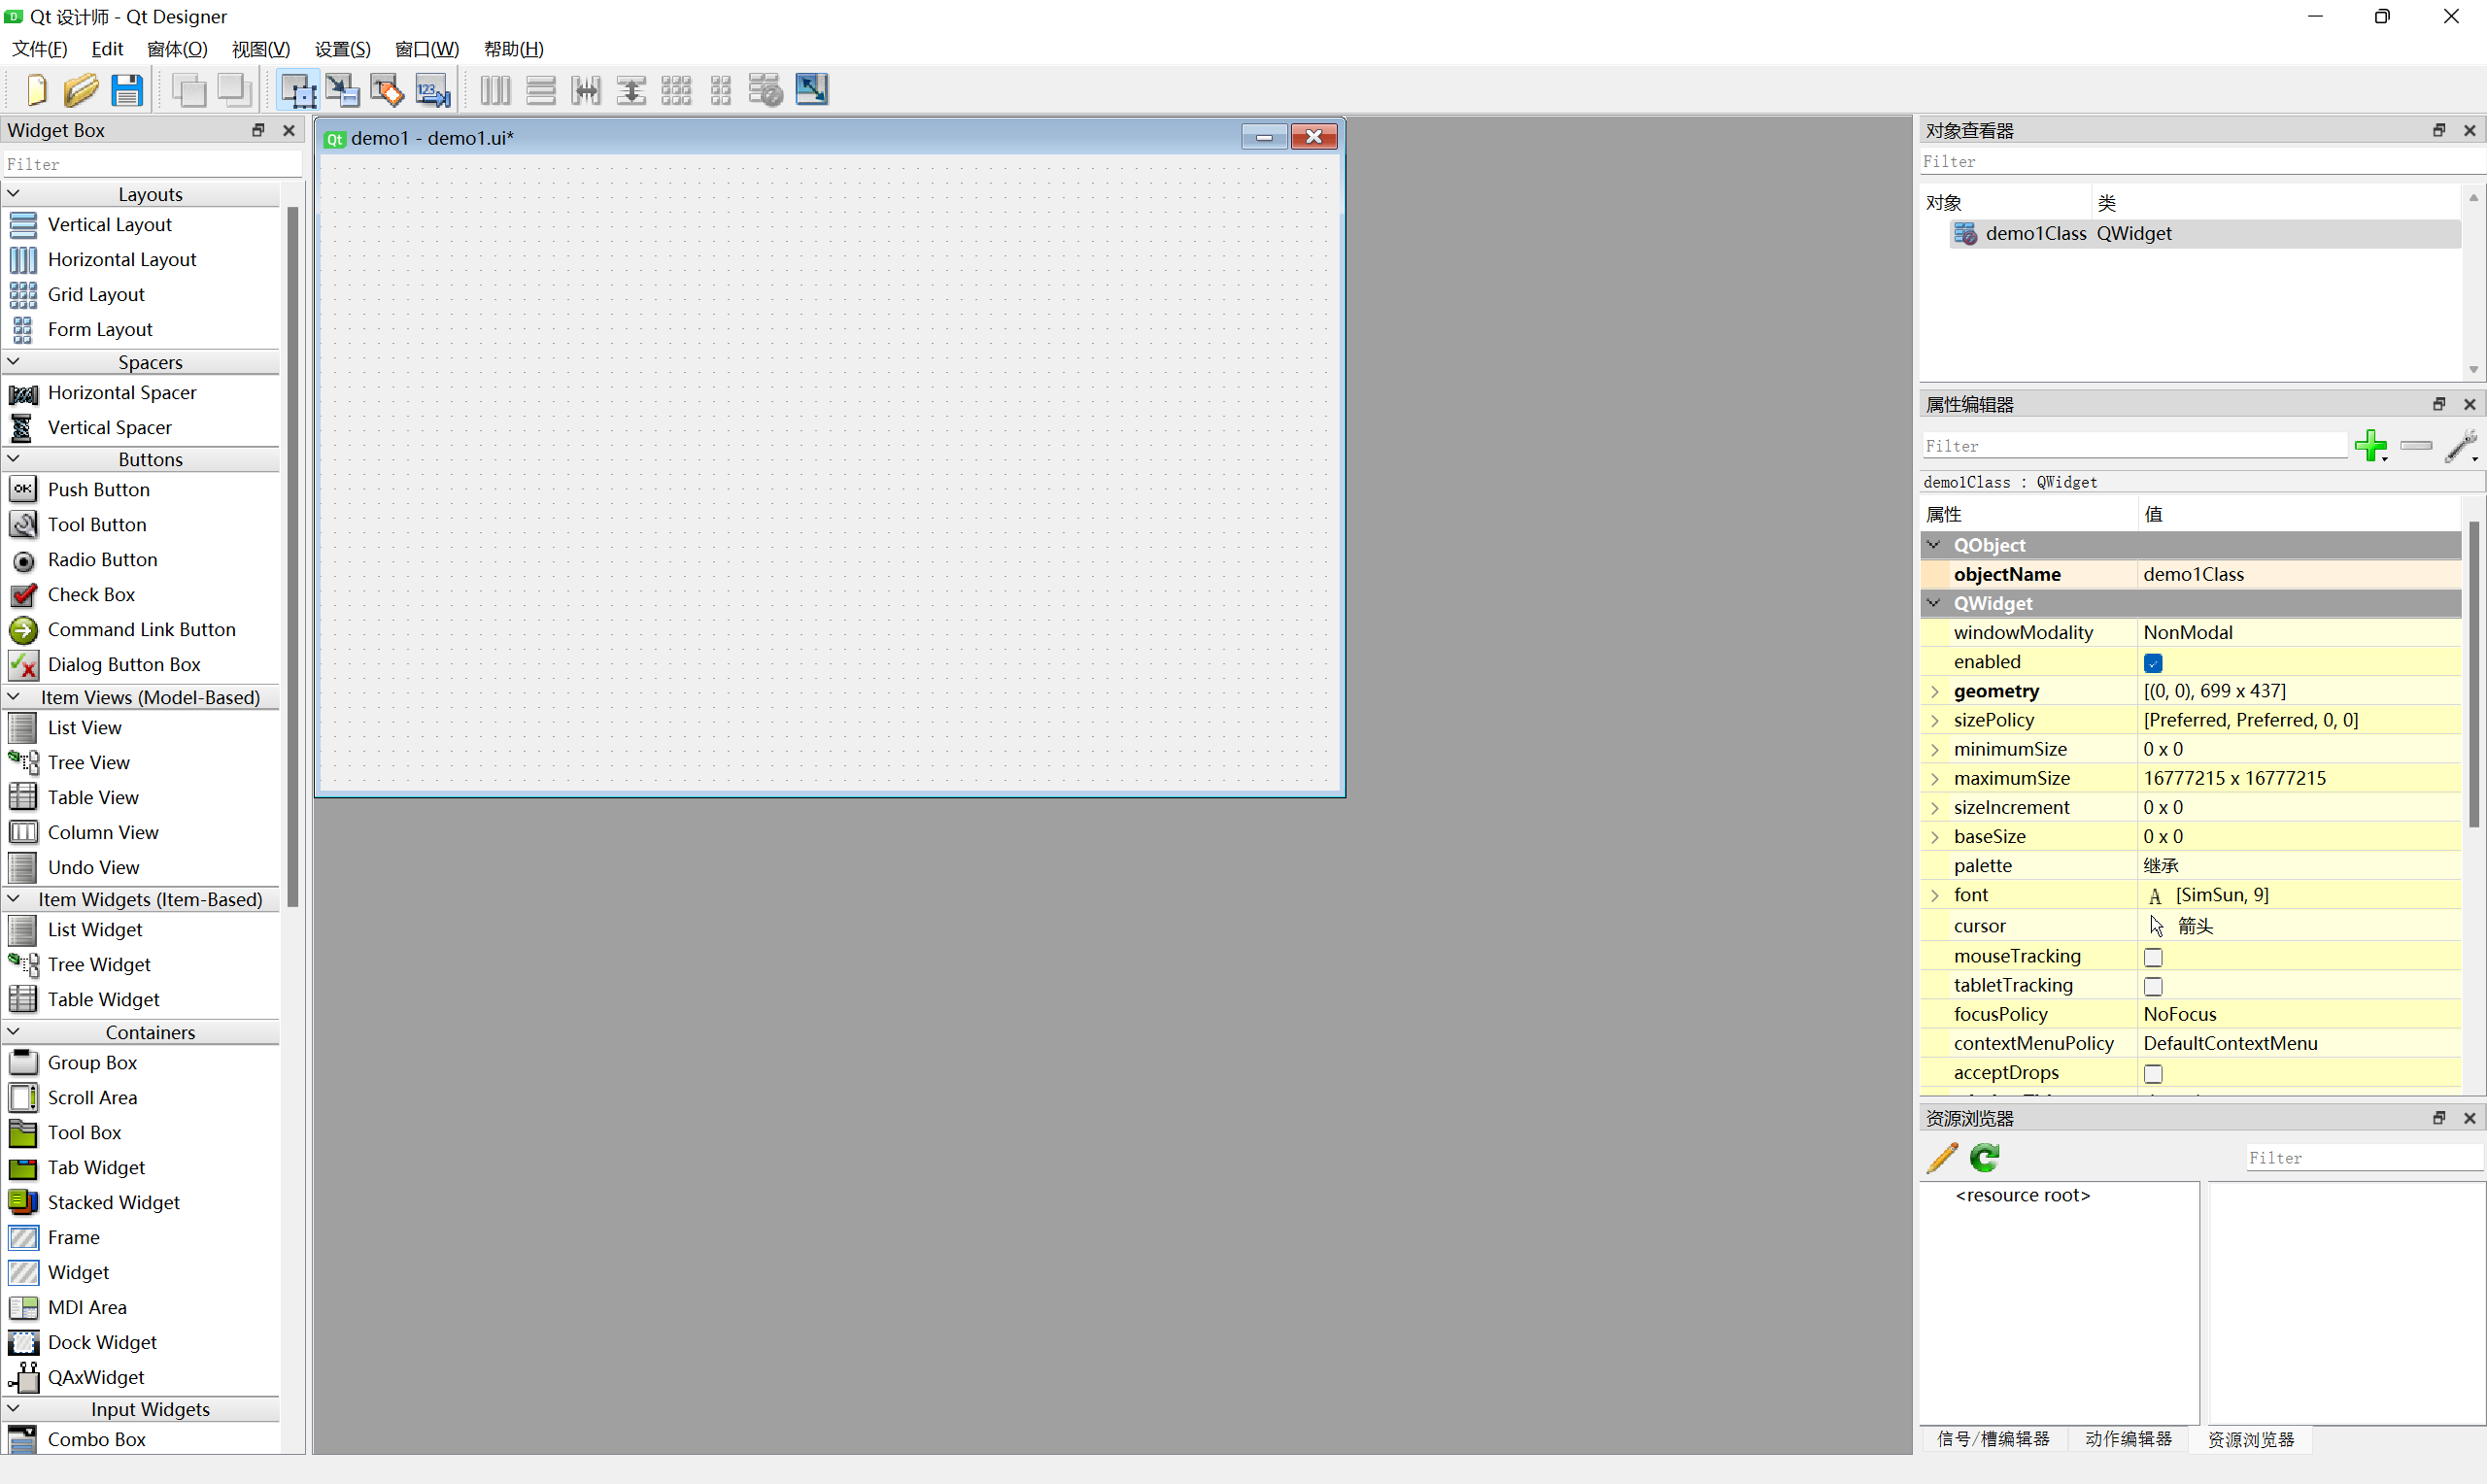 Qt 设计师 - Qt Designer
文件(F) Edit 窗体(O) 视图(V) 设置(S) 窗口(W) 帮助(H)
Widget Box
Filter
Layouts
Vertical Layout
Horizontal Layout
Grid Layout
Form Layout
Spacers
Horizontal Spacer
Vertical Spacer
Buttons
OK Push Button
Tool Button
Radio Button
Check Box
Command Link Button
Dialog Button Box
Item Views (Model-Based)
List View
Tree View
Table View
Column View
Undo View
Item Widgets (Item-Based)
List Widget
Tree Widget
Table Widget
Containers
Group Box
Scroll Area
Tool Box
Tab Widget
Stacked Widget
Frame
Widget
MDI Area
Dock Widget
QAxWidget
Input Widgets
Combo Box
demo1 - demo1.ui*
对象查看器
Filter
对象 类
demo1Class QWidget
属性编辑器
Filter
demo1Class : QWidget
属性 值
QObject
objectName demo1Class
QWidget
windowModality NonModal
enabled
geometry [(0, 0), 699 x 437]
sizePolicy [Preferred, Preferred, 0, 0]
minimumSize 0 x 0
maximumSize 16777215 x 16777215
sizeIncrement 0 x 0
baseSize 0 x 0
palette 继承
font A [SimSun, 9]
cursor 箭头
mouseTracking
tabletTracking
focusPolicy NoFocus
contextMenuPolicy DefaultContextMenu
acceptDrops
资源浏览器
Filter
<resource root>
信号/槽编辑器 动作编辑器 资源浏览器